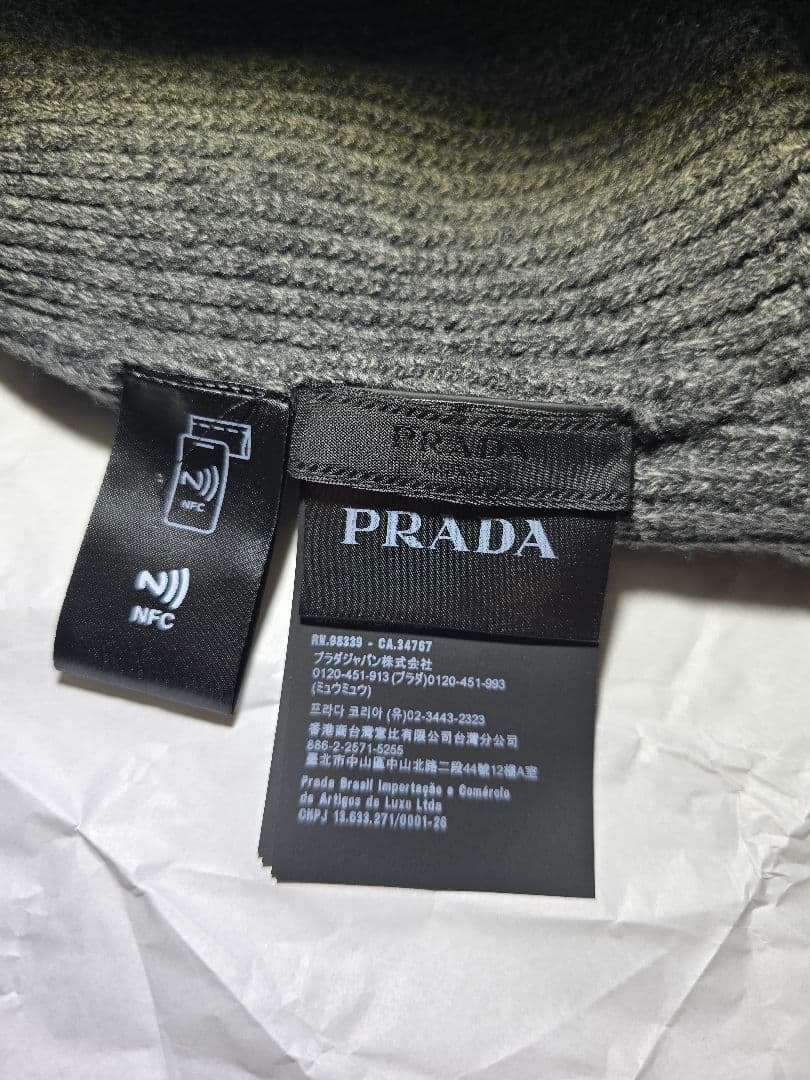 NFC
NFC
PRADA
PRADA
RN.98339 - CA.34767
プラダジャパン株式会社
0120-451-913 (プラダ)0120-451-993
(ミュウミュウ)
프라다 코리아 (유)02-3443-2323
香港商台灣意比有限公司台灣分公司
886-2-2571-5255
臺北市中山區中山北路二段44號12樓A室
Prada Brasil Importação e Comércio
de Artigos de Luxo Ltda
CNPJ 13.633.271/0001-26